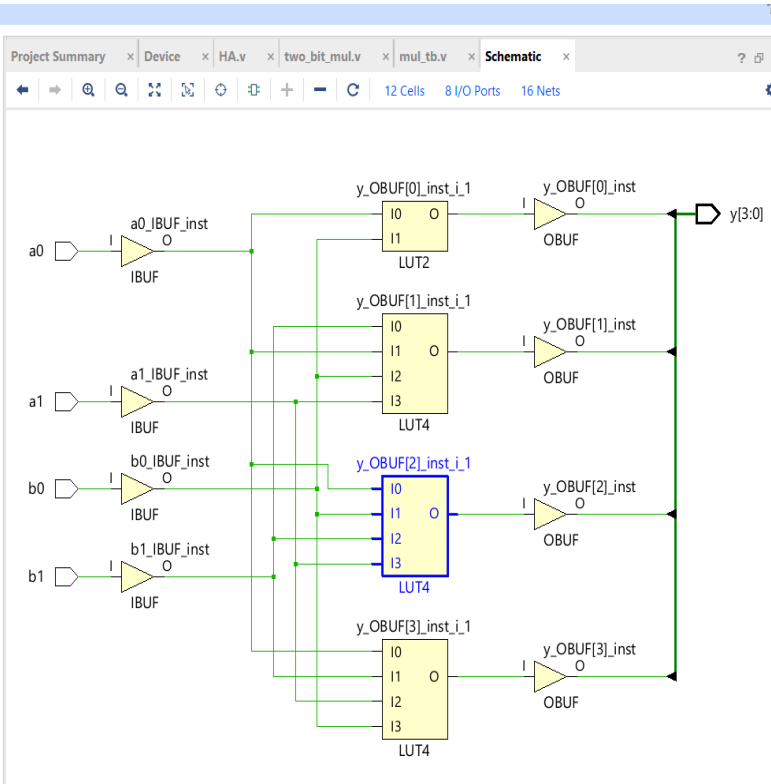 Project Summary × Device × HA.v × two_bit_mul.v × mul_tb.v × Schematic × ?
12 Cells 8 I/O Ports 16 Nets
y_OBUF[0]_inst_i_1 y_OBUF[0]_inst
I0 O I O y[3:0]
I1
LUT2 OBUF
a0_IBUF_inst
a0 I O
IBUF
y_OBUF[1]_inst_i_1 y_OBUF[1]_inst
I0
I1 O I O
I2
I3
LUT4 OBUF
a1_IBUF_inst
a1 I O
IBUF
b0_IBUF_inst
b0 I O
IBUF
y_OBUF[2]_inst_i_1 y_OBUF[2]_inst
I0
I1 O I O
I2
I3
LUT4 OBUF
b1_IBUF_inst
b1 I O
IBUF
y_OBUF[3]_inst_i_1 y_OBUF[3]_inst
I0
I1 O I O
I2
I3
LUT4 OBUF